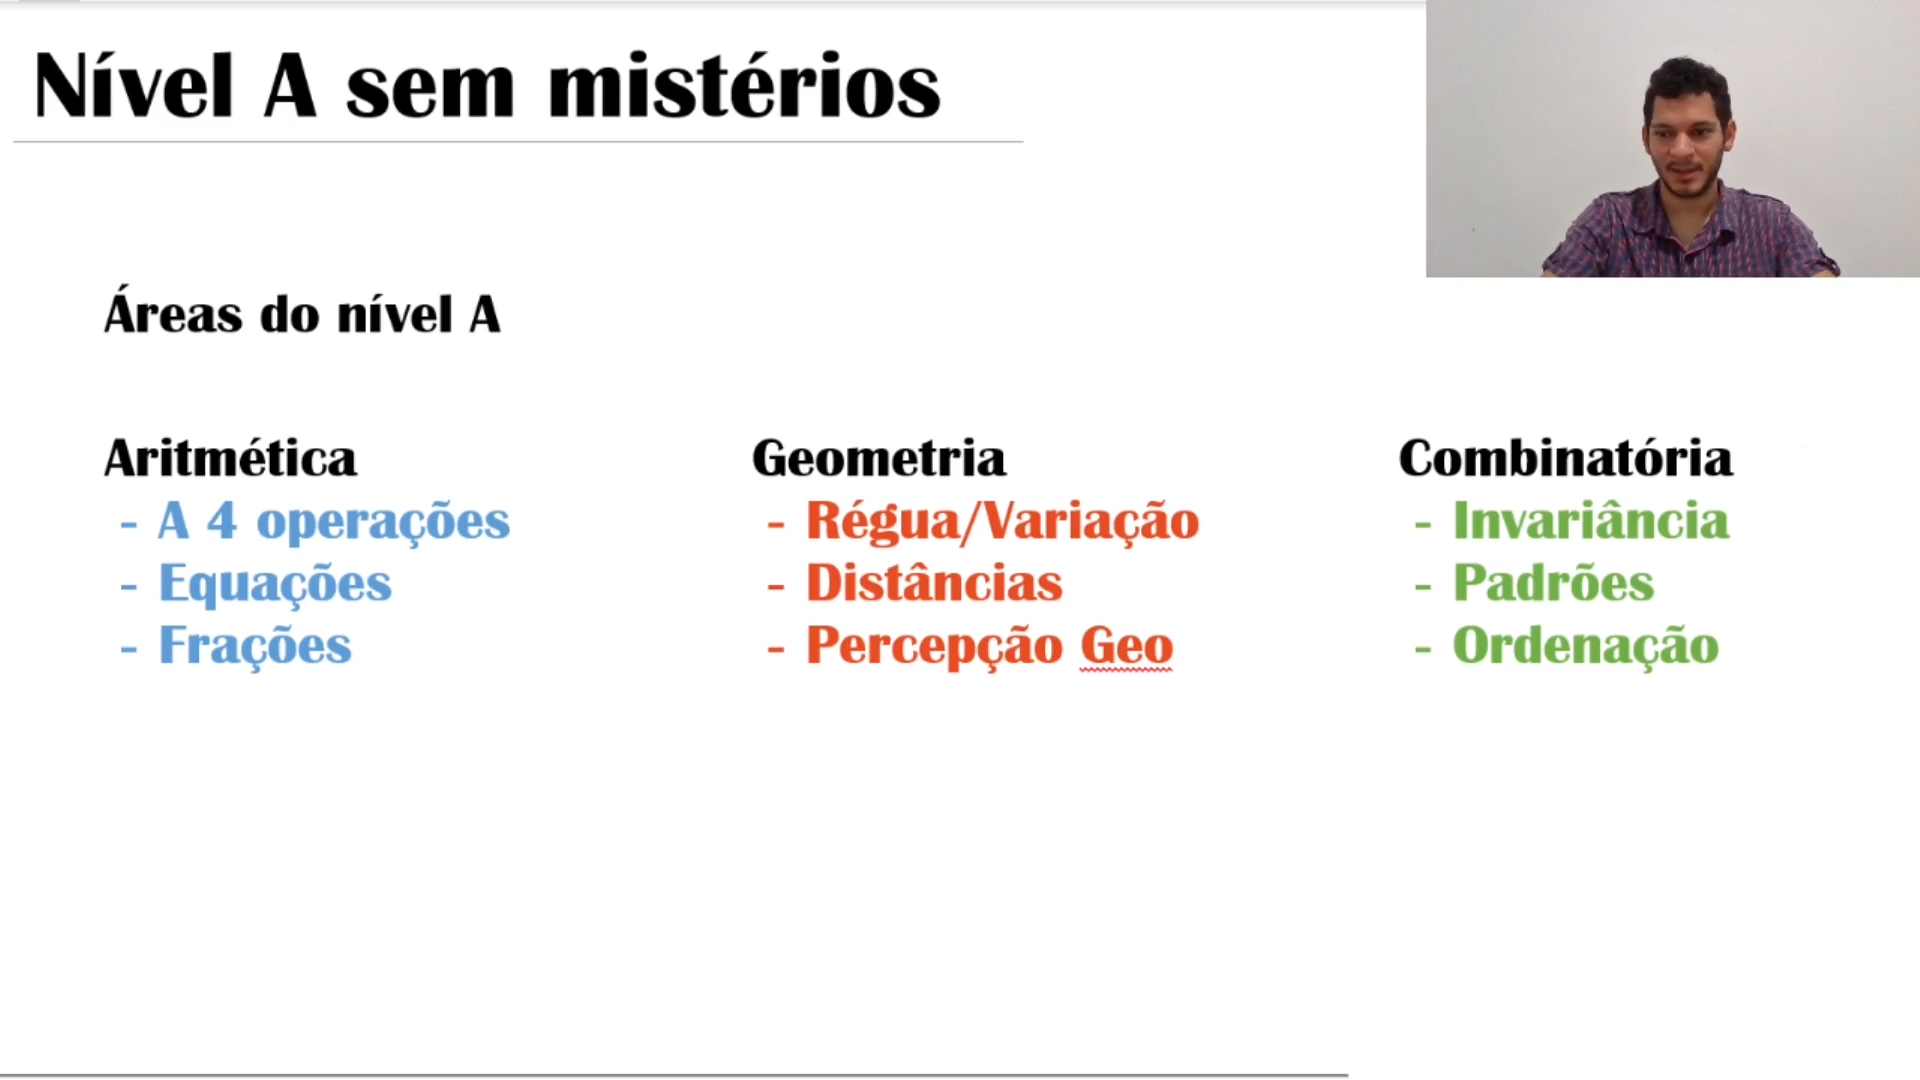 Nível A sem mistérios
Áreas do nível A
Aritmética
- A 4 operações
- Equações
- Frações
Geometria
- Régua/Variação
- Distâncias
- Percepção Geo
Combinatória
- Invariância
- Padrões
- Ordenação